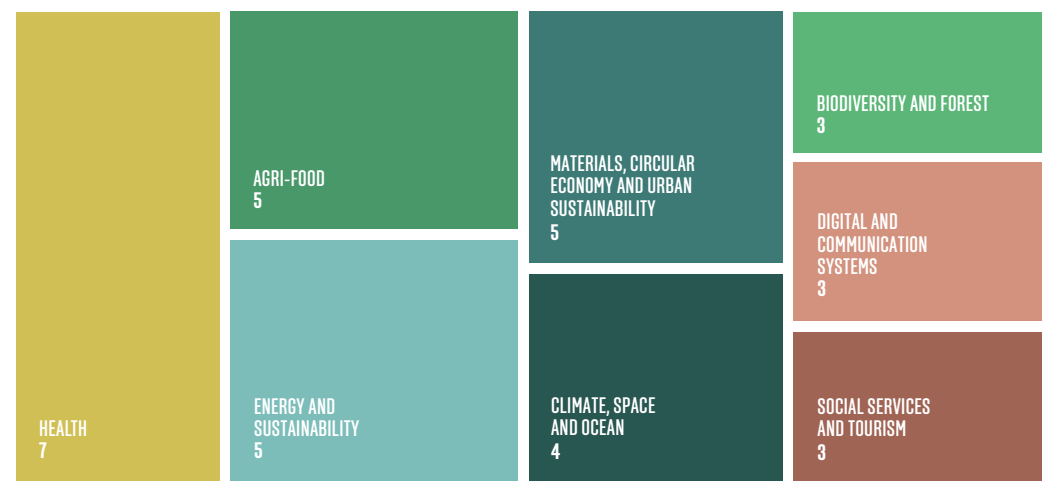 HEALTH
7
AGRI-FOOD
5
ENERGY AND
SUSTAINABILITY
5
MATERIALS, CIRCULAR
ECONOMY AND URBAN
SUSTAINABILITY
5
CLIMATE, SPACE
AND OCEAN
4
BIODIVERSITY AND FOREST
3
DIGITAL AND
COMMUNICATION
SYSTEMS
3
SOCIAL SERVICES
AND TOURISM
3